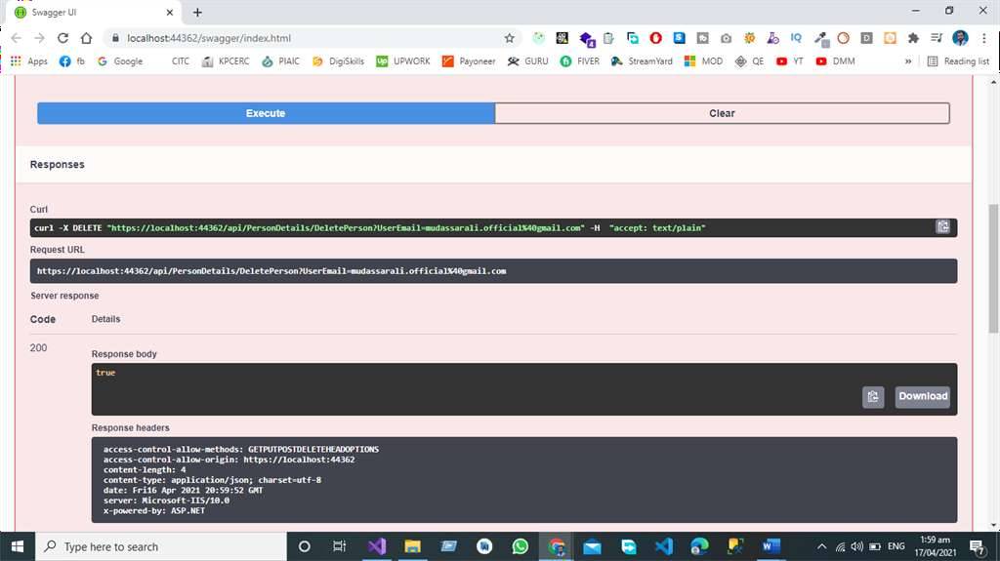 Swagger UI
localhost:44362/swagger/index.html
Apps fb Google CITC KPCERC PIAIC DigiSkills UPWORK Payoneer GURU FIVER StreamYard MOD QE YT DMM » Reading list
Execute Clear
Responses
Curl
curl -X DELETE "https://localhost:44362/api/PersonDetails/DeletePerson?UserEmail=mudassarali.official%40gmail.com" -H "accept: text/plain"
Request URL
https://localhost:44362/api/PersonDetails/DeletePerson?UserEmail=mudassarali.official%40gmail.com
Server response
Code Details
200
Response body
true
Download
Response headers
access-control-allow-methods: GETPUTPOSTDELETEHEADOPTIONS
access-control-allow-origin: https://localhost:44362
content-length: 4
content-type: application/json; charset=utf-8
date: Fri16 Apr 2021 20:59:52 GMT
server: Microsoft-IIS/10.0
x-powered-by: ASP.NET
Type here to search
ENG
1:59 am
17/04/2021
7